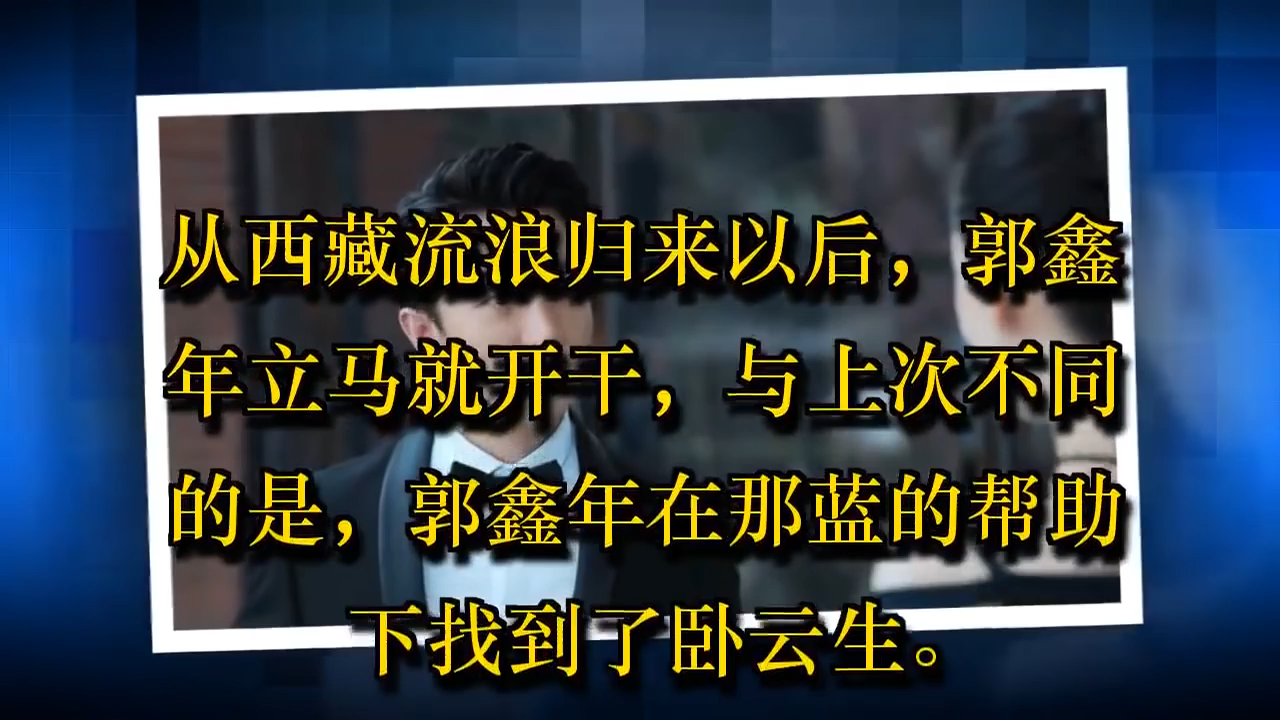 从西藏流浪归来以后，郭鑫
年立马就开干，与上次不同
的是，郭鑫年在那蓝的帮助
下找到了卧云生。